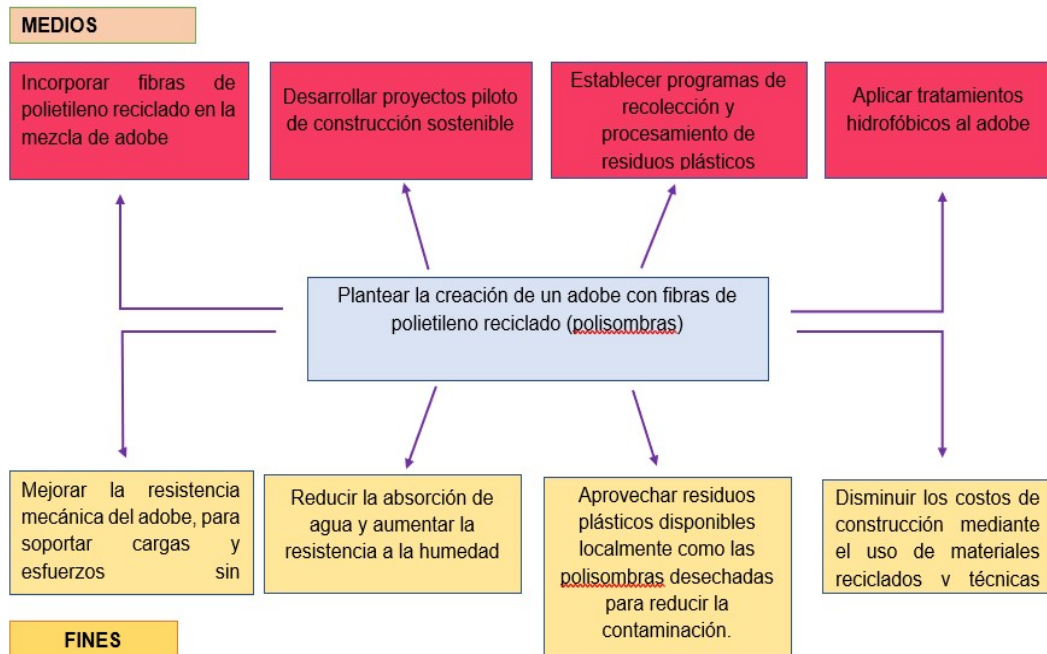 MEDIOS
Incorporar fibras de
polietileno reciclado en la
mezcla de adobe
Desarrollar proyectos piloto
de construcción sostenible
Establecer programas de
recolección y
procesamiento de
residuos plásticos
Aplicar tratamientos
hidrofóbicos al adobe
Plantear la creación de un adobe con fibras de
polietileno reciclado (polisombras)
Mejorar la resistencia
mecánica del adobe, para
soportar cargas y
esfuerzos sin
Reducir la absorción de
agua y aumentar la
resistencia a la humedad
Aprovechar residuos
plásticos disponibles
localmente como las
polisombras desechadas
para reducir la
contaminación.
Disminuir los costos de
construcción mediante
el uso de materiales
reciclados y técnicas
FINES